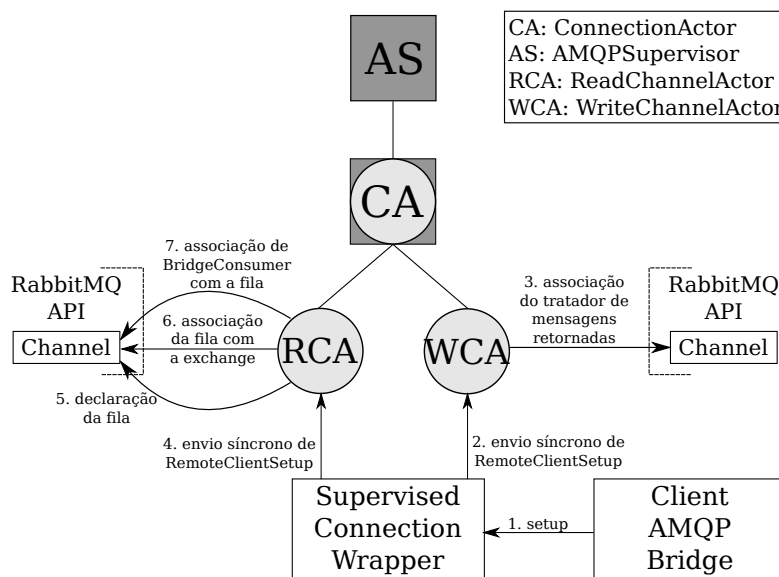 AS
CA: ConnectionActor
AS: AMQPSupervisor
RCA: ReadChannelActor
WCA: WriteChannelActor
CA
7. associação de
BridgeConsumer
com a fila
RabbitMQ
API
Channel
6. associação
da fila com
a exchange
RCA
5. declaração
da fila
WCA
3. associação
do tratador de
mensagens
retornadas
RabbitMQ
API
Channel
4. envio síncrono de
RemoteClientSetup
2. envio síncrono de
RemoteClientSetup
Supervised
Connection
Wrapper
1. setup
Client
AMQP
Bridge